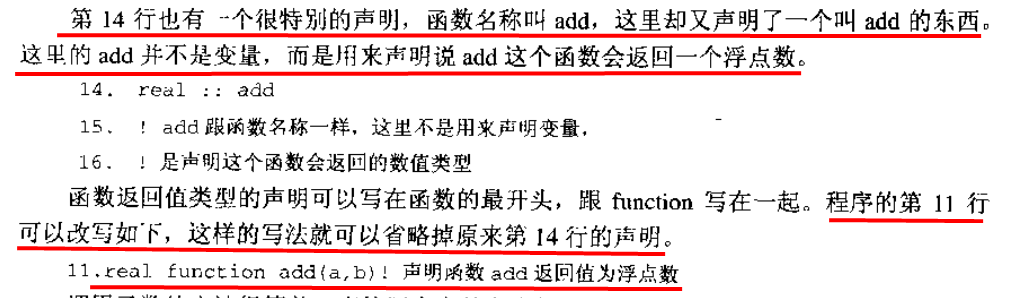 第 14 行也有一个很特别的声明，函数名称叫 add，这里却又声明了一个叫 add 的东西。
这里的 add 并不是变量，而是用来声明说 add 这个函数会返回一个浮点数。
14. real :: add
15. ! add 跟函数名称一样，这里不是用来声明变量，
16. ! 是声明这个函数会返回的数值类型
函数返回值类型的声明可以写在函数的最开头，跟 function 写在一起。程序的第 11 行
可以改写如下，这样的写法就可以省略掉原来第 14 行的声明。
11.real function add(a,b)! 声明函数 add 返回值为浮点数